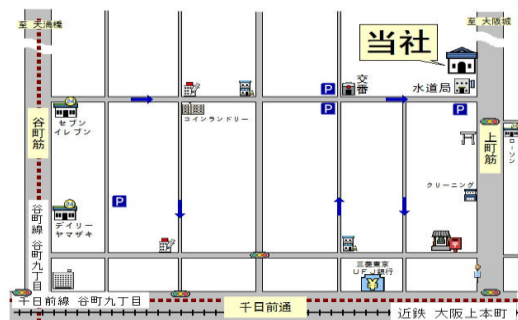 至 天満橋
至 大阪城
当社
交番
水道局
セブン
イレブン
コインランドリー
谷町筋
上町筋
ローソン
クリーニング
デイリー
ヤマザキ
谷町線 谷町九丁目
三菱東京
UFJ銀行
千日前線 谷町九丁目
千日前通
近鉄 大阪上本町
P
P
P
P